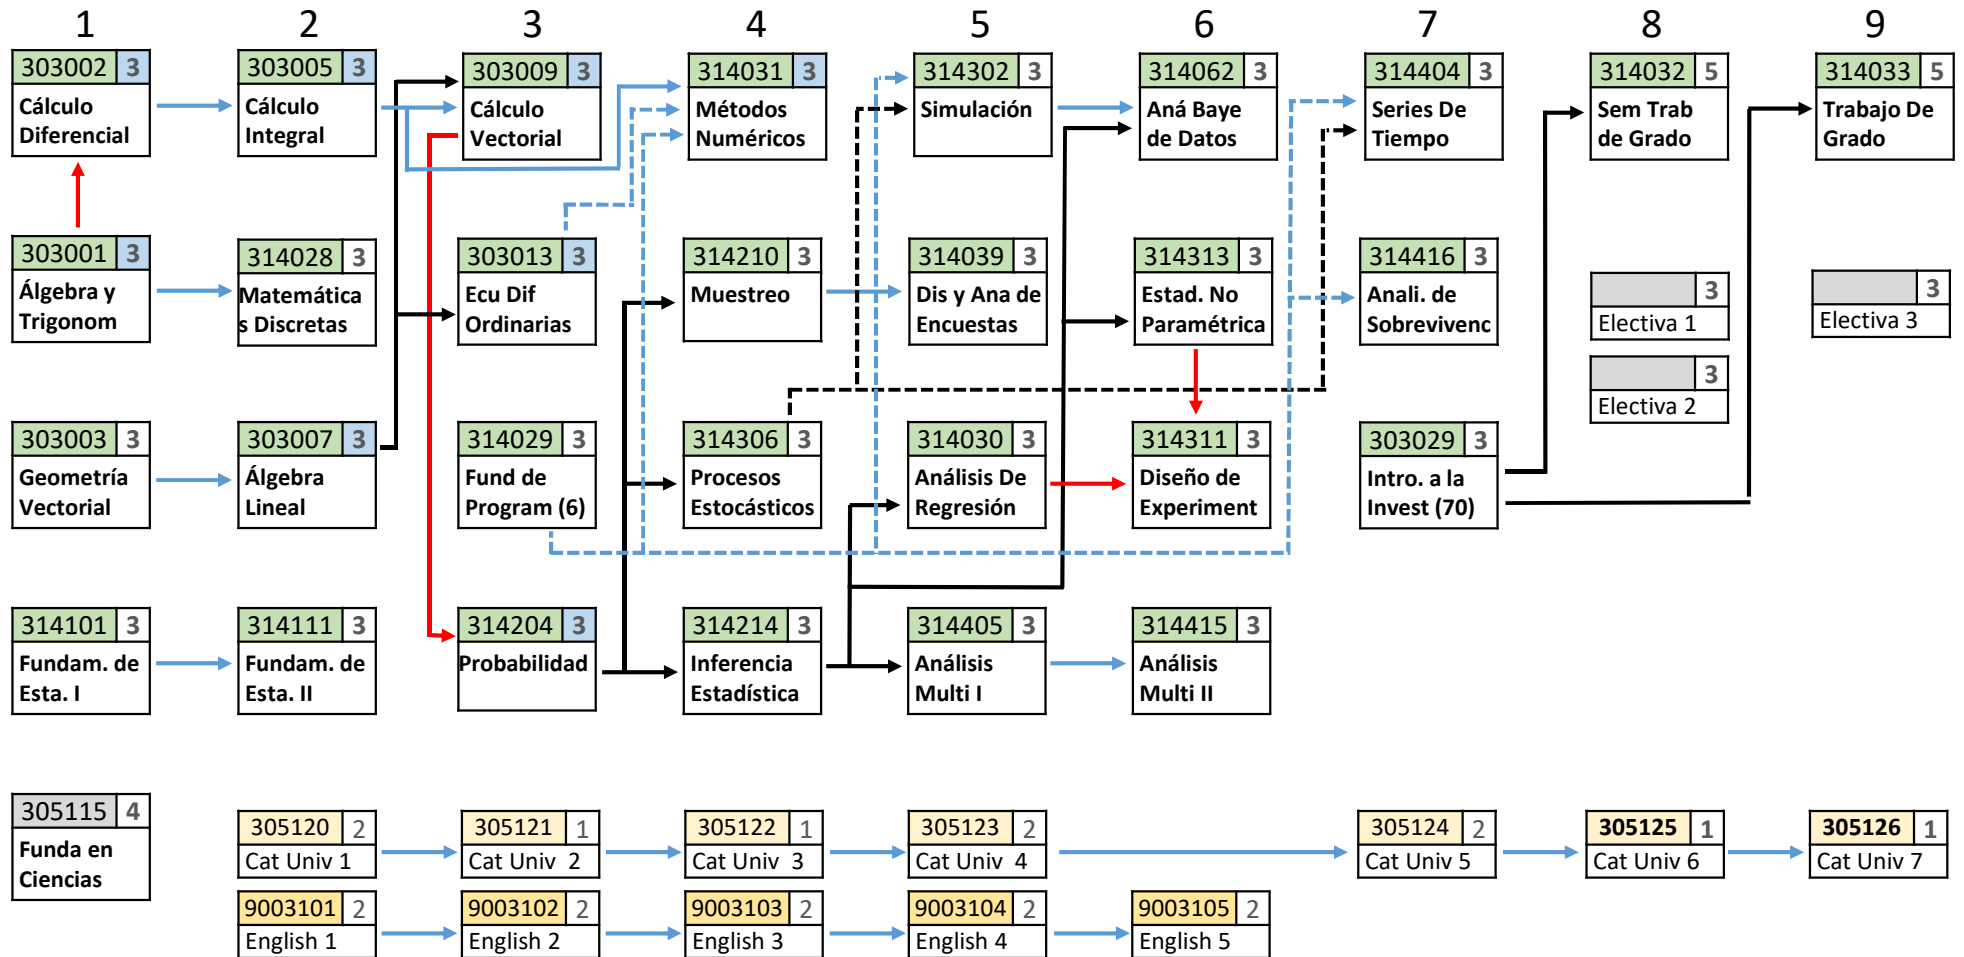 1 2 3 4 5 6 7 8 9
303002 3
Cálculo
Diferencial
303005 3
Cálculo
Integral
303009 3
Cálculo
Vectorial
314031 3
Métodos
Numéricos
314302 3
Simulación
314062 3
Aná Baye
de Datos
314404 3
Series De
Tiempo
314032 5
Sem Trab
de Grado
314033 5
Trabajo De
Grado
303001 3
Álgebra y
Trigonom
314028 3
Matemática
s Discretas
303013 3
Ecu Dif
Ordinarias
314210 3
Muestreo
314039 3
Dis y Ana de
Encuestas
314313 3
Estad. No
Paramétrica
314416 3
Anali. de
Sobrevivenc
3
Electiva 1
3
Electiva 2
3
Electiva 3
303003 3
Geometría
Vectorial
303007 3
Álgebra
Lineal
314029 3
Fund de
Program (6)
314306 3
Procesos
Estocásticos
314030 3
Análisis De
Regresión
314311 3
Diseño de
Experiment
303029 3
Intro. a la
Invest (70)
314101 3
Fundam. de
Esta. I
314111 3
Fundam. de
Esta. II
314204 3
Probabilidad
314214 3
Inferencia
Estadística
314405 3
Análisis
Multi I
314415 3
Análisis
Multi II
305115 4
Funda en
Ciencias
305120 2
Cat Univ 1
305121 1
Cat Univ 2
305122 1
Cat Univ 3
305123 2
Cat Univ 4
305124 2
Cat Univ 5
305125 1
Cat Univ 6
305126 1
Cat Univ 7
9003101 2
English 1
9003102 2
English 2
9003103 2
English 3
9003104 2
English 4
9003105 2
English 5